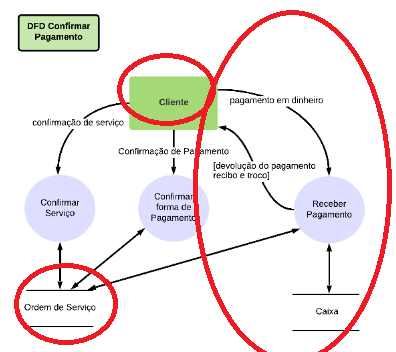 DFD Confirmar
Pagamento
Cliente
pagamento em dinheiro
confirmação de serviço
Confirmação de Pagamento
[devolução do pagamento
recibo e troco]
Confirmar
Serviço
Confirmar
forma de
Pagamento
Receber
Pagamento
Ordem de Serviço
Caixa